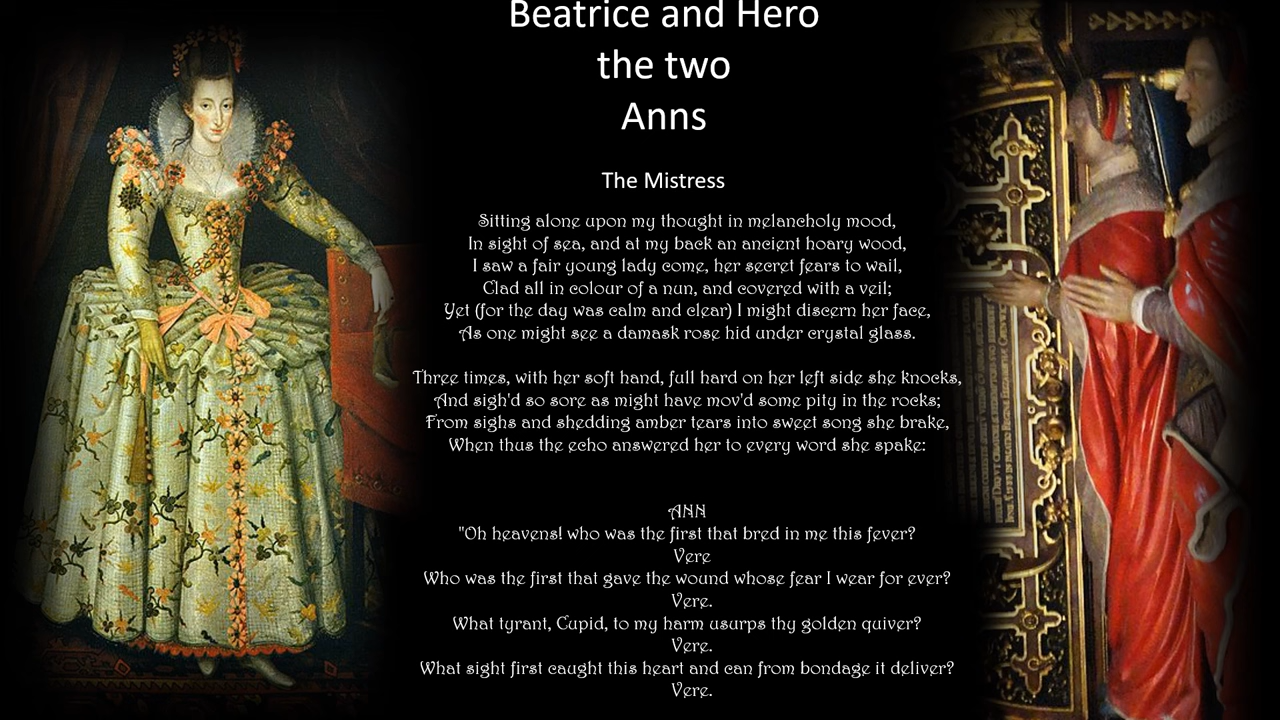 Beatrice and Hero
the two
Anns
The Mistress
Sitting alone upon my thought in melancholy mood,
In sight of sea, and at my back an ancient hoary wood,
I saw a fair young lady come, her secret fears to wail,
Clad all in colour of a nun, and covered with a veil;
Yet (for the day was calm and clear) I might discern her face,
As one might see a damask rose hid under crystal glass.
Three times, with her soft hand, full hard on her left side she knocks,
And sigh'd so sore as might have mov'd some pity in the rocks;
From sighs and shedding amber tears into sweet song she brake,
When thus the echo answered her to every word she spake:
ANN
"Oh heavens! who was the first that bred in me this fever?
Vere
Who was the first that gave the wound whose fear I wear for ever?
Vere.
What tyrant, Cupid, to my harm usurps thy golden quiver?
Vere.
What sight first caught this heart and can from bondage it deliver?
Vere.